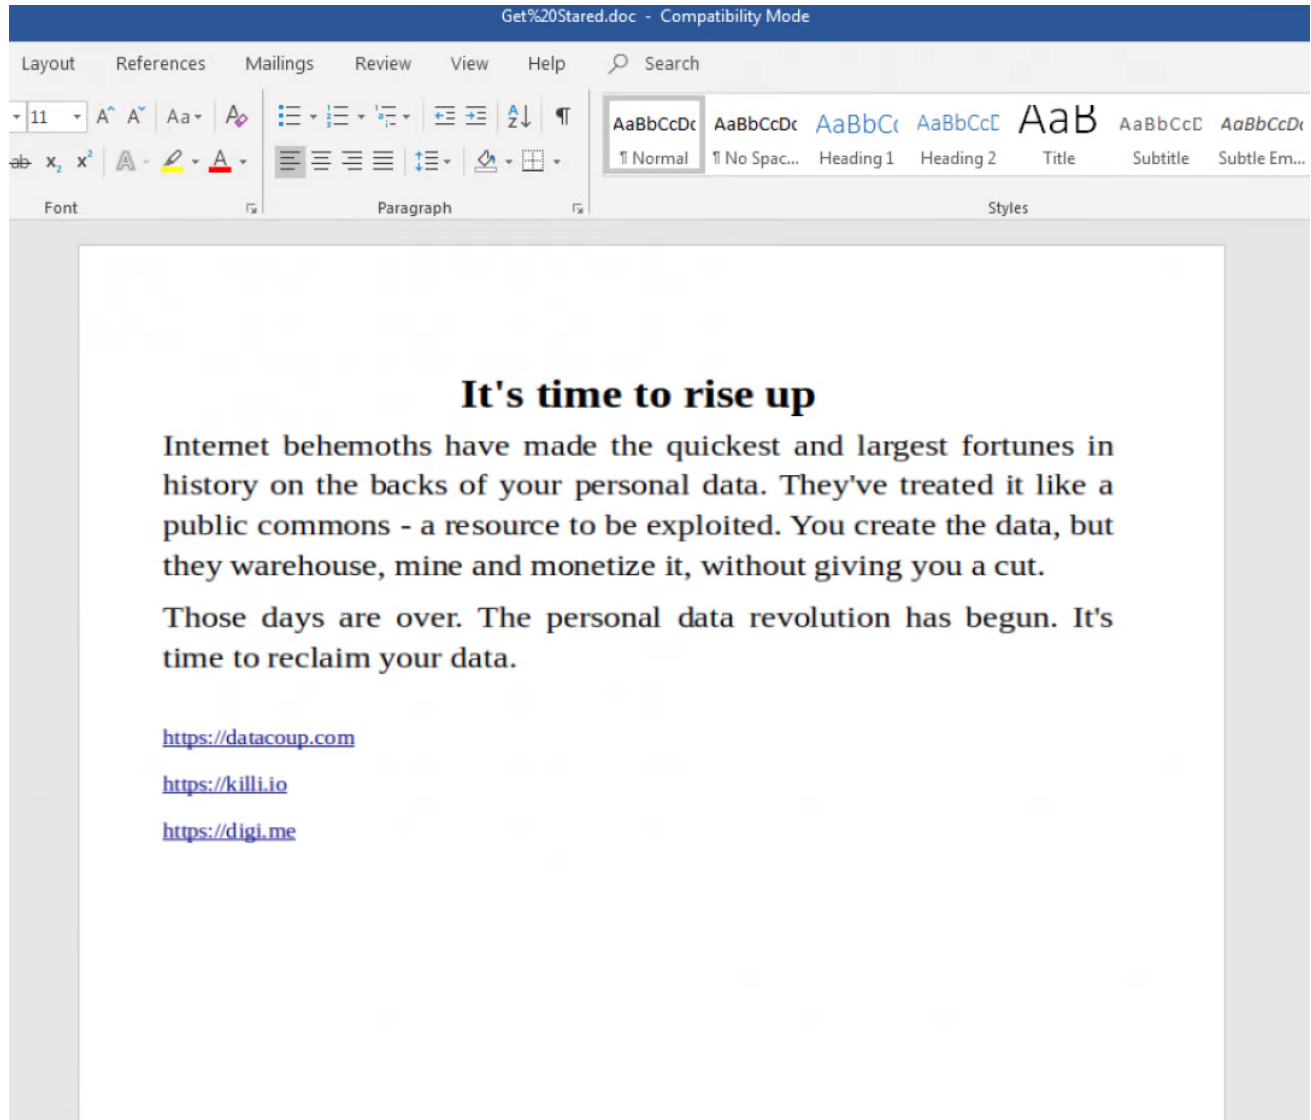 Get%20Stared.doc - Compatibility Mode
Layout References Mailings Review View Help Search
11 A^ A˅ Aa A
ab x₂ x² A A
AaBbCcDc AaBbCcDc AaBbC AaBbCcD AaB AaBbCcD AaBbCcDc
¶ Normal ¶ No Spac... Heading 1 Heading 2 Title Subtitle Subtle Em...
Font Paragraph Styles
It's time to rise up
Internet behemoths have made the quickest and largest fortunes in
history on the backs of your personal data. They've treated it like a
public commons - a resource to be exploited. You create the data, but
they warehouse, mine and monetize it, without giving you a cut.
Those days are over. The personal data revolution has begun. It's
time to reclaim your data.
https://datacoup.com
https://killi.io
https://digi.me